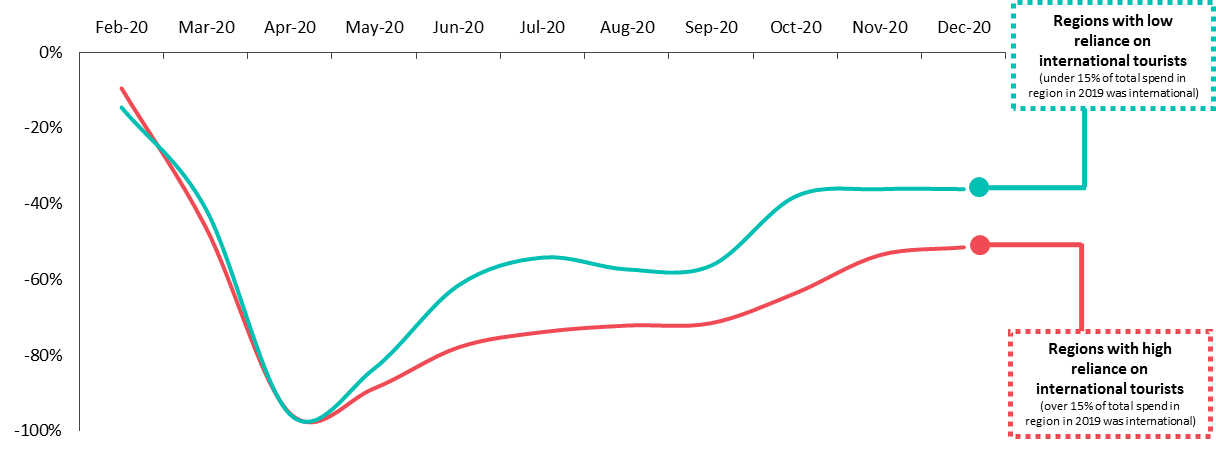 Feb-20 Mar-20 Apr-20 May-20 Jun-20 Jul-20 Aug-20 Sep-20 Oct-20 Nov-20 Dec-20
0%
-20%
-40%
-60%
-80%
-100%
Regions with low
reliance on
international tourists
(under 15% of total spend in
region in 2019 was international)
Regions with high
reliance on
international tourists
(over 15% of total spend in
region in 2019 was international)